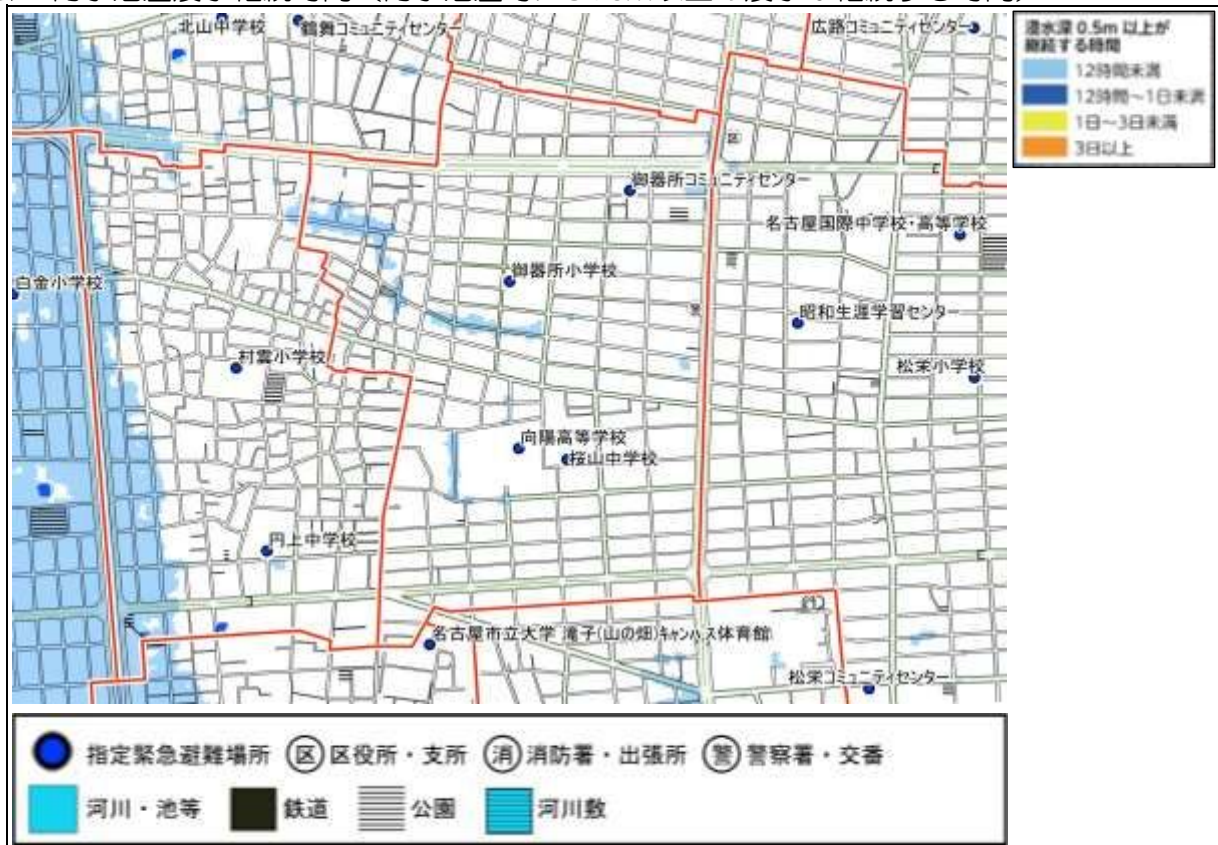 北山中学校
鶴舞コミュニティセンター
広路コミュニティセンター
浸水深 0.5m 以上が
継続する時間
12時間未満
12時間～1日未満
1日～3日未満
3日以上
区
御器所コミュニティセンター
名古屋国際中学校・高等学校
白金小学校
御器所小学校
昭和生涯学習センター
村雲小学校
松栄小学校
向陽高等学校
桜山中学校
円上中学校
名古屋市立大学 滝子(山の畑)キャンパス体育館
松栄コミュニティセンター
指定緊急避難場所 区 区役所・支所 消 消防署・出張所 警 警察署・交番
河川・池等 鉄道 公園 河川敷